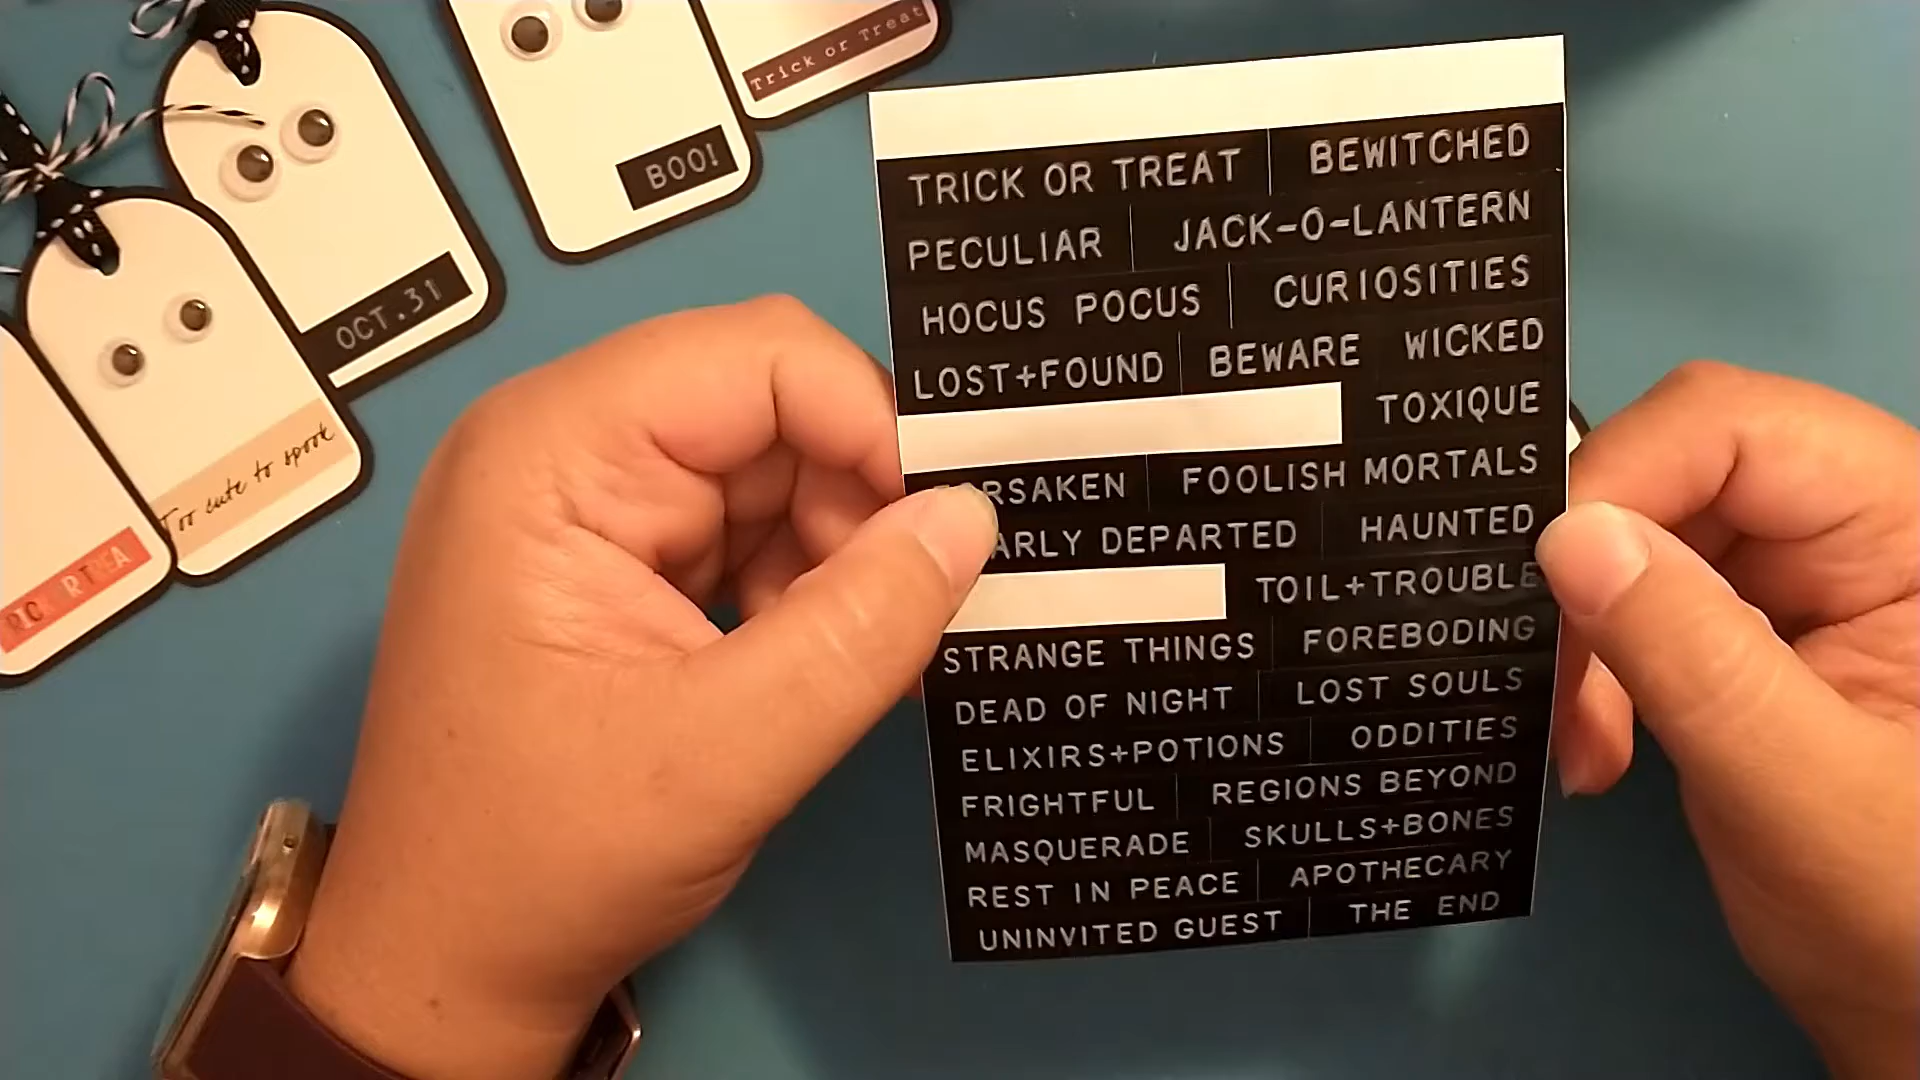 Trick or Treat
BOO!
OCT.31
Too cute to spook
TRICK OR TREAT BEWITCHED
PECULIAR JACK-O-LANTERN
HOCUS POCUS CURIOSITIES
LOST+FOUND BEWARE WICKED
TOXIQUE
FOOLISH MORTALS
DEPARTED HAUNTED
TOIL+TROUBLE
STRANGE THINGS FOREBODING
DEAD OF NIGHT LOST SOULS
ELIXIRS+POTIONS ODDITIES
FRIGHTFUL REGIONS BEYOND
MASQUERADE SKULLS+BONES
REST IN PEACE APOTHECARY
UNINVITED GUEST THE END